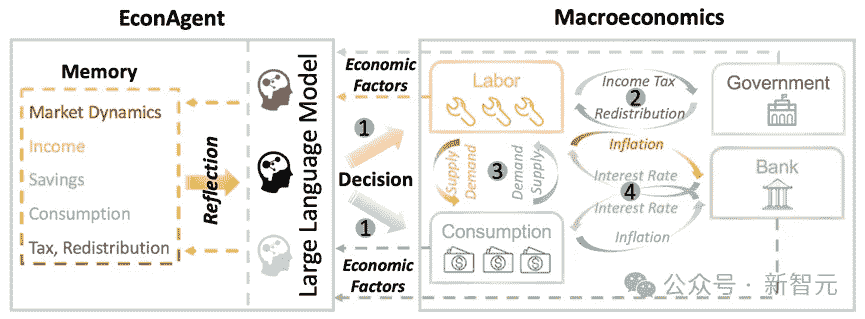 EconAgent
Macroeconomics
Memory
Market Dynamics
Income
Savings
Consumption
Tax, Redistribution
Reflection
Large Language Model
Economic
Factors
1
Decision
1
Economic
Factors
Labor
Supply
Demand
3
Demand
Supply
Consumption
Income Tax
2
Redistribution
Inflation
Interest Rate
4
Interest Rate
Inflation
Government
Bank
公众号·新智元